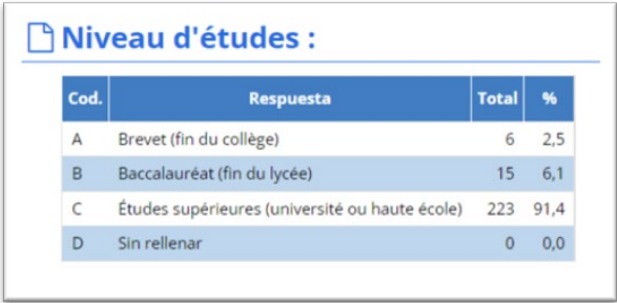 Niveau d'études :
Cod. Respuesta Total %
A Brevet (fin du collège) 6 2,5
B Baccalauréat (fin du lycée) 15 6,1
C Études supérieures (université ou haute école) 223 91,4
D Sin rellenar 0 0,0